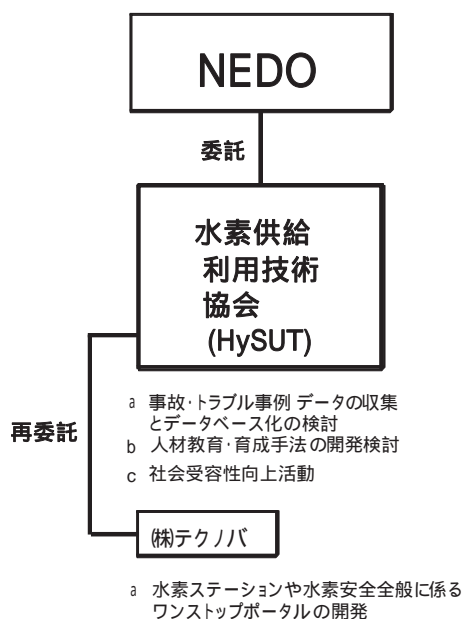 NEDO
委託
水素供給
利用技術
協会
(HySUT)
再委託
a 事故・トラブル事例 データの収集
とデータベース化の検討
b 人材教育・育成手法の開発検討
c 社会受容性向上活動
㈱テクノバ
a 水素ステーションや水素安全全般に係る
ワンストップポータルの開発